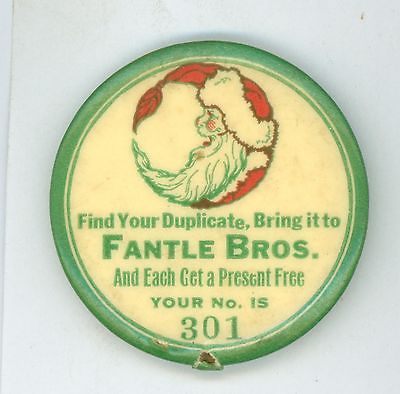 Find Your Duplicate, Bring it to
FANTLE BROS.
And Each Get a Present Free
YOUR No. IS
301